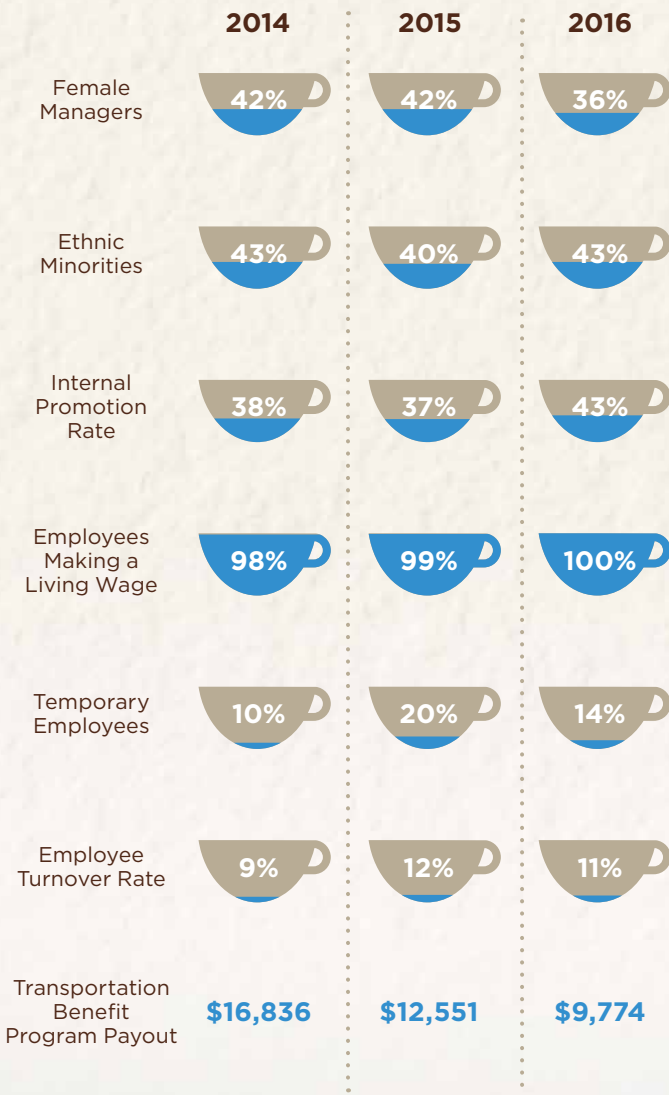 2014 2015 2016
Female
Managers
42% 42% 36%
Ethnic
Minorities
43% 40% 43%
Internal
Promotion
Rate
38% 37% 43%
Employees
Making a
Living Wage
98% 99% 100%
Temporary
Employees
10% 20% 14%
Employee
Turnover Rate
9% 12% 11%
Transportation
Benefit
Program Payout
$16,836 $12,551 $9,774